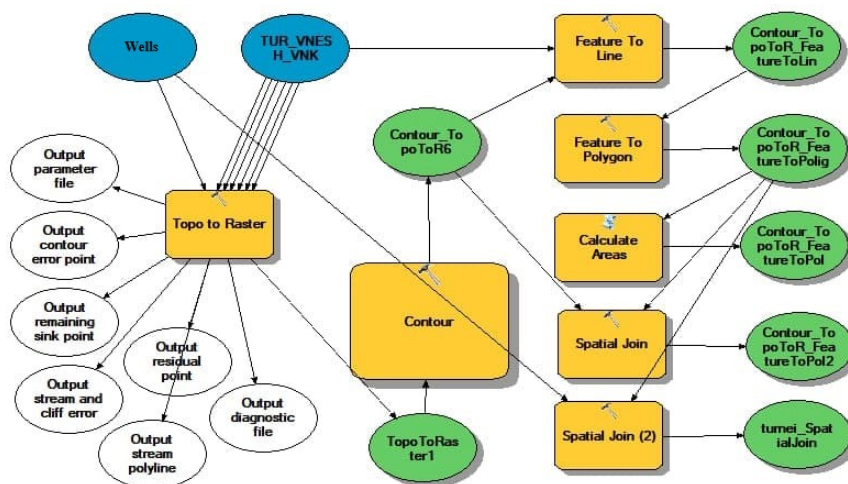 Wells
TUR_VNES
H_VNK
Feature To
Line
Contour_To
poToR_Fea
tureToLin
Contour_To
poToR6
Feature To
Polygon
Contour_To
poToR_Fea
tureToPolig
Output
parameter
file
Topo to Raster
Output
contour
error point
Calculate
Areas
Contour_To
poToR_Fea
tureToPol
Output
remaining
sink point
Contour
Output
residual
point
Spatial Join
Contour_To
poToR_Fea
tureToPol2
Output
stream and
cliff error
Output
diagnostic
file
Output
stream
polyline
TopoToRas
ter1
Spatial Join (2)
turnei_Spat
ialJoin